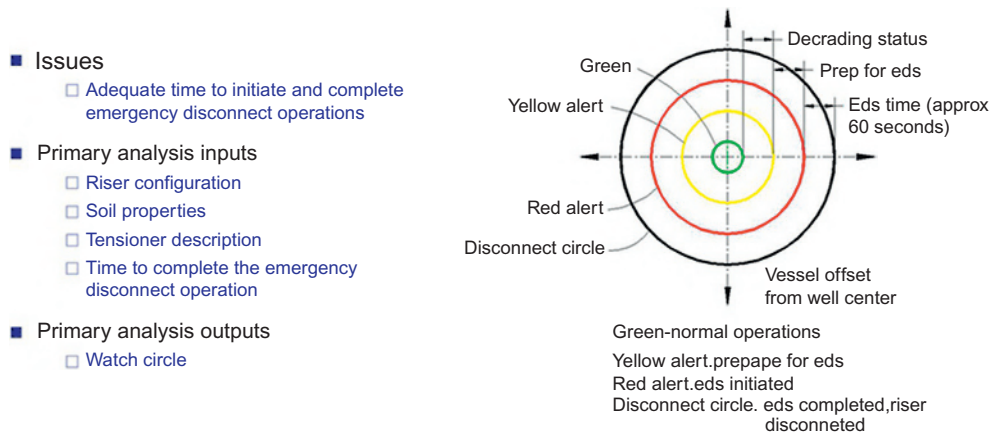 Issues
Adequate time to initiate and complete
emergency disconnect operations
Primary analysis inputs
Riser configuration
Soil properties
Tensioner description
Time to complete the emergency
disconnect operation
Primary analysis outputs
Watch circle
Decrading status
Green
Prep for eds
Yellow alert
Eds time (approx
60 seconds)
Red alert
Disconnect circle
Vessel offset
from well center
Green-normal operations
Yellow alert.prepape for eds
Red alert.eds initiated
Disconnect circle. eds completed,riser
disconneted